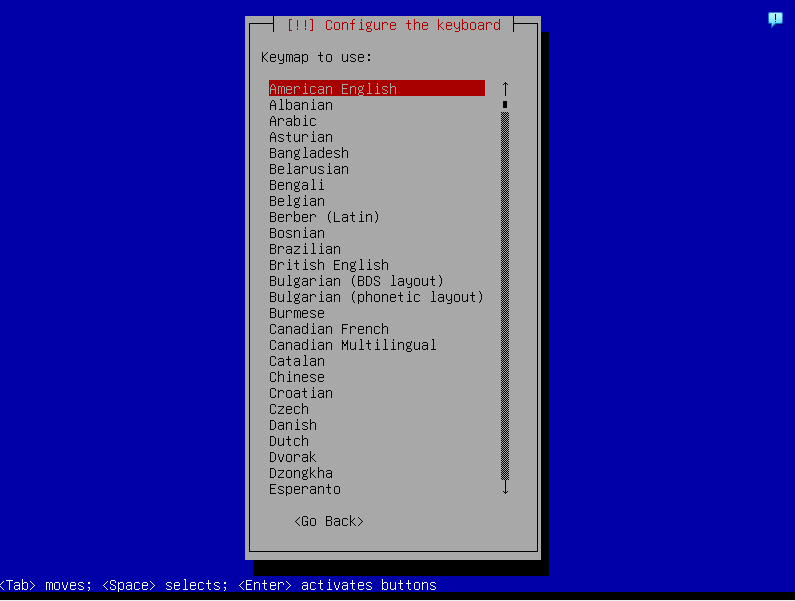 [!!] Configure the keyboard
Keymap to use:
American English
Albanian
Arabic
Asturian
Bangladesh
Belarusian
Bengali
Belgian
Berber (Latin)
Bosnian
Brazilian
British English
Bulgarian (BDS layout)
Bulgarian (phonetic layout)
Burmese
Canadian French
Canadian Multilingual
Catalan
Chinese
Croatian
Czech
Danish
Dutch
Dvorak
Dzongkha
Esperanto
<Go Back>
<Tab> moves; <Space> selects; <Enter> activates buttons